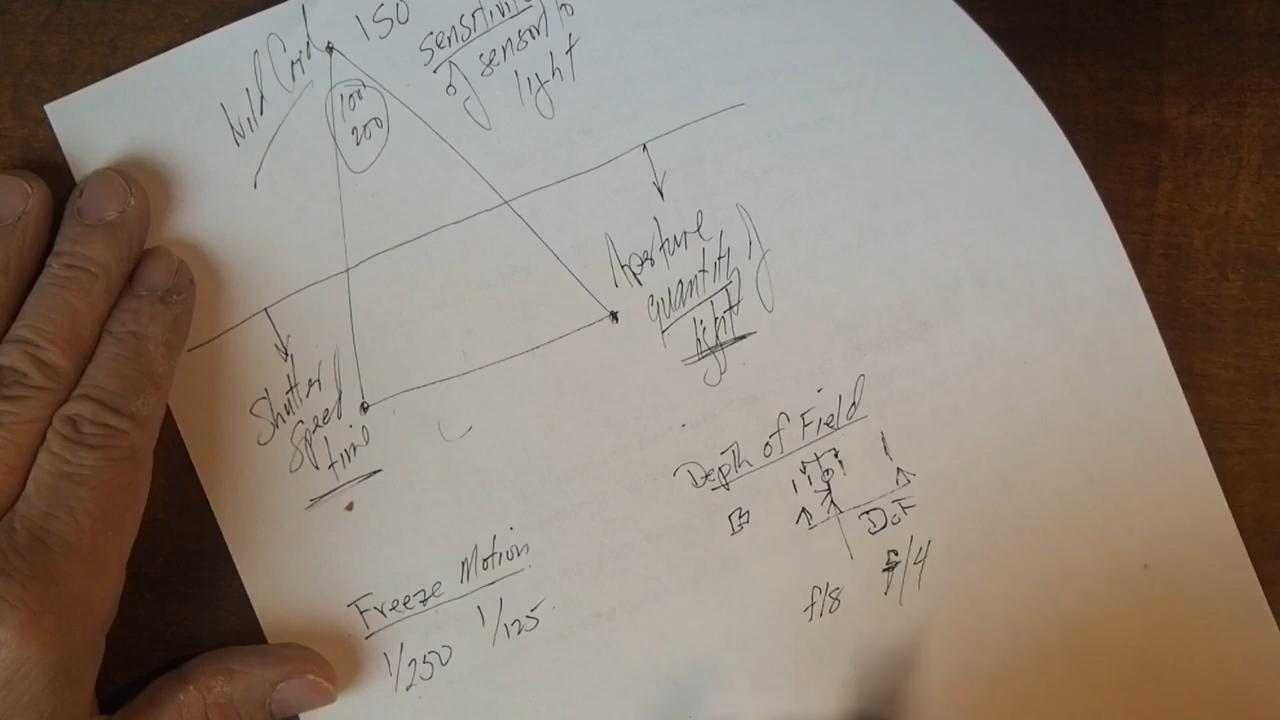 Wild Card
ISO
sensitivity
of sensor to
light
100
200
Aperture
quantity of
light
Shutter
Speed
time
Depth of Field
DoF
f/8 f/4
Freeze Motion
1/250 1/125